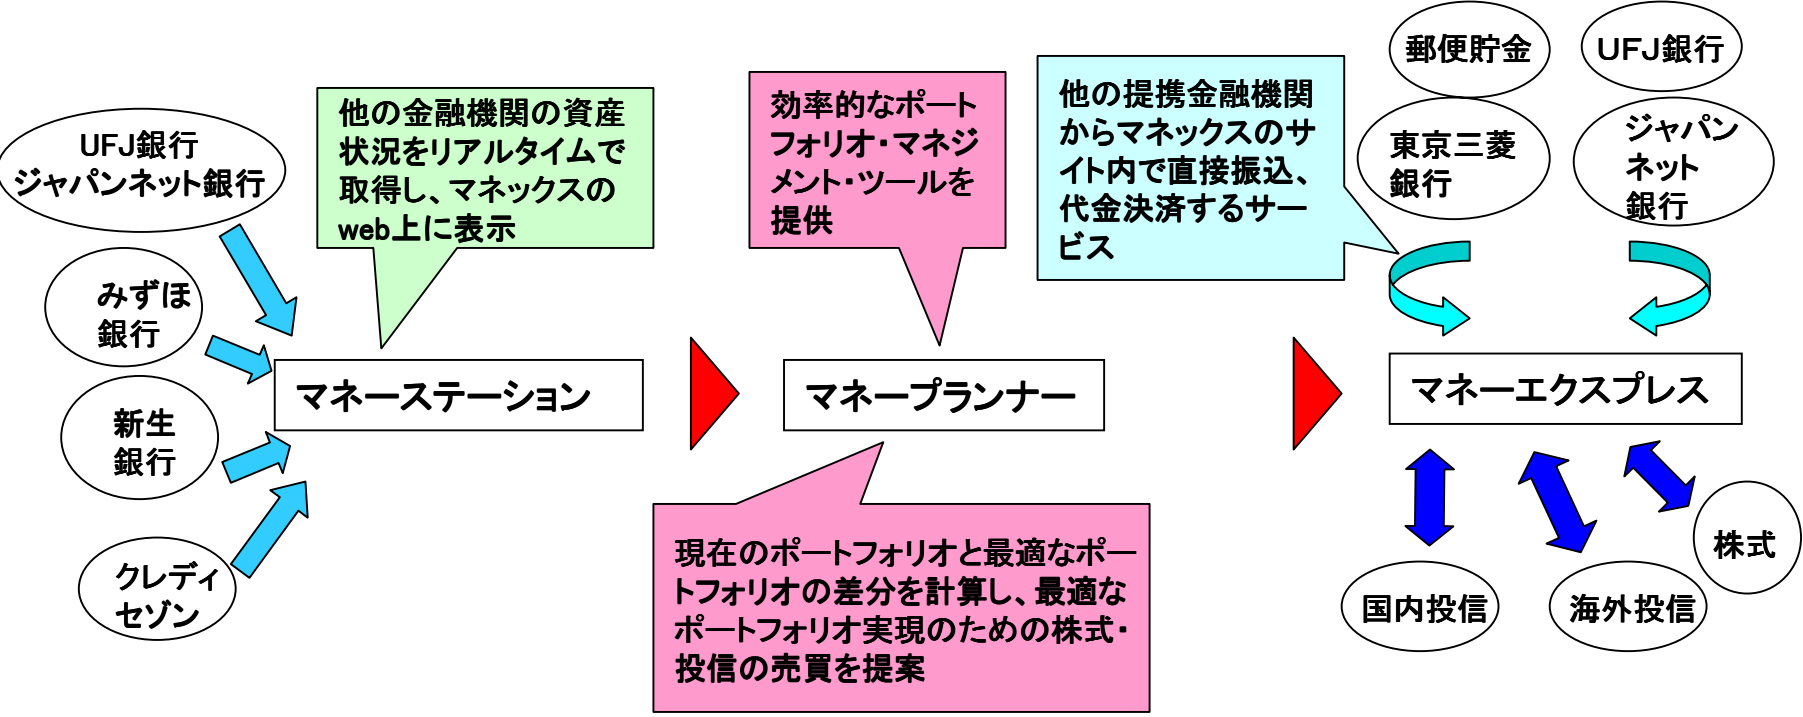 UFJ銀行
ジャパンネット銀行
みずほ
銀行
新生
銀行
クレディ
セゾン
他の金融機関の資産
状況をリアルタイムで
取得し、マネックスの
web上に表示
マネーステーション
効率的なポート
フォリオ・マネジ
メント・ツールを
提供
マネープランナー
現在のポートフォリオと最適なポー
トフォリオの差分を計算し、最適な
ポートフォリオ実現のための株式・
投信の売買を提案
他の提携金融機関
からマネックスのサ
イト内で直接振込、
代金決済するサー
ビス
郵便貯金
UFJ銀行
東京三菱
銀行
ジャパン
ネット
銀行
マネーエクスプレス
国内投信
海外投信
株式